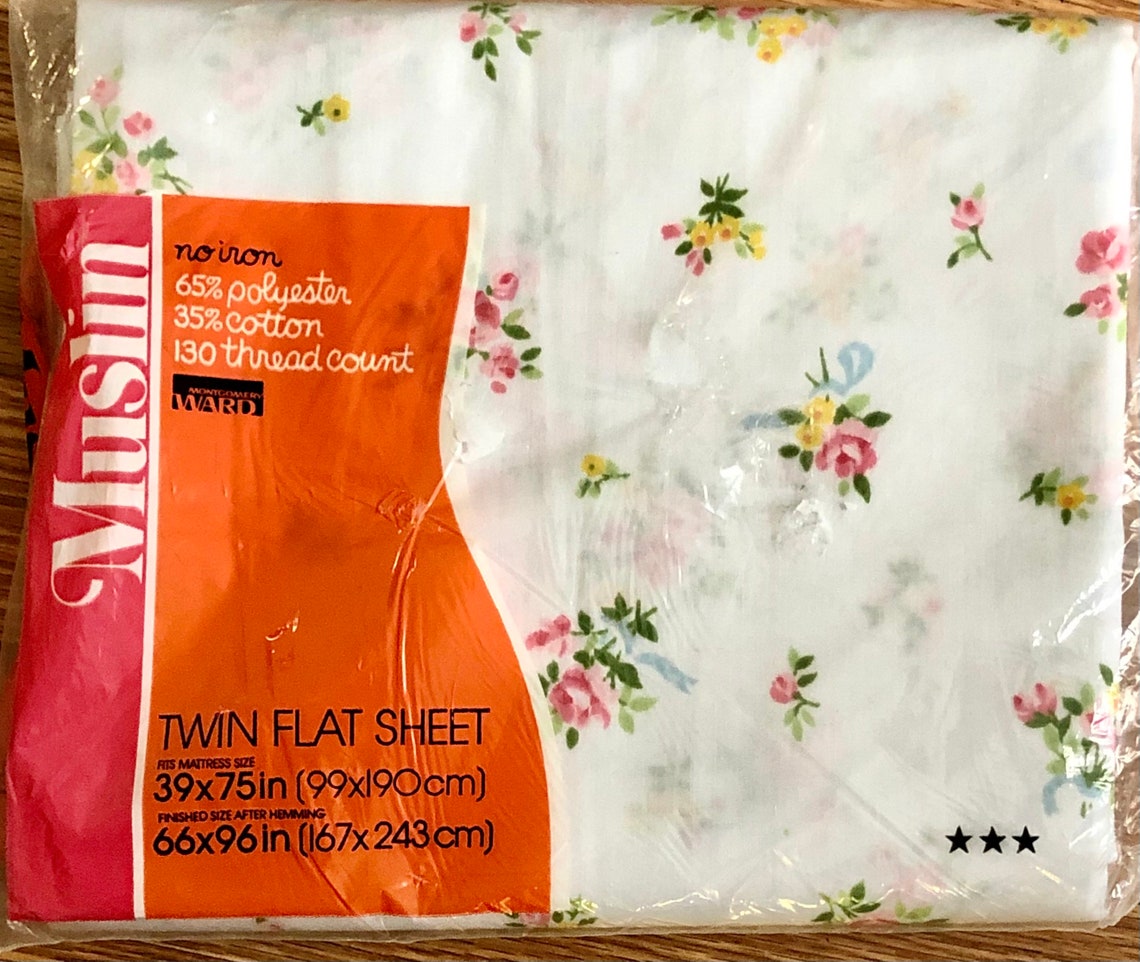 Muslin
no iron
65% polyester
35% cotton
130 thread count
MONTGOMERY
WARD
TWIN FLAT SHEET
FITS MATTRESS SIZE
39x75in (99x190cm)
FINISHED SIZE AFTER HEMMING
66x96in (167x243cm)
★★★